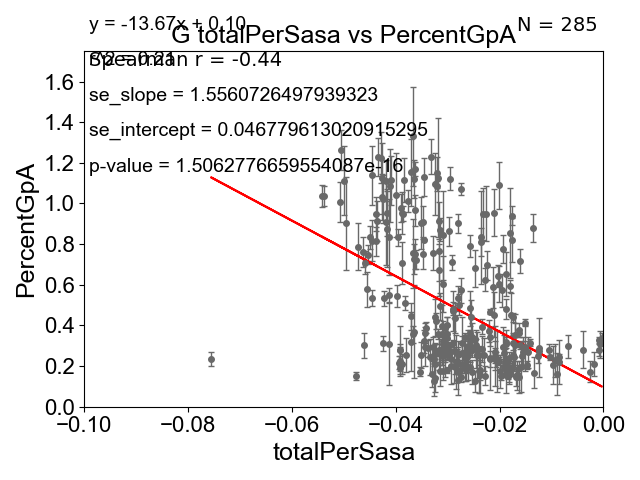 y = -13.67x + 0.10
N = 285
G totalPerSasa vs PercentGpA
Spearman r = -0.44
se_slope = 1.5560726497939323
se_intercept = 0.046779613020915295
p-value = 1.5062776659554087e-16
PercentGpA
1.6
1.4
1.2
1.0
0.8
0.6
0.4
0.2
0.0
−0.10 −0.08 −0.06 −0.04 −0.02 0.00
totalPerSasa